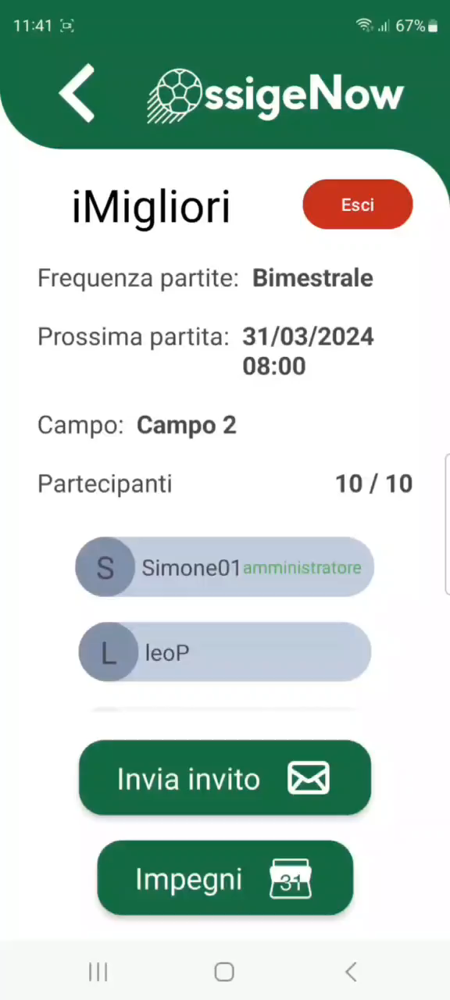 11:41 67%
ssigeNow
iMigliori
Esci
Frequenza partite: Bimestrale
Prossima partita: 31/03/2024
08:00
Campo: Campo 2
Partecipanti 10 / 10
S Simone01 amministratore
L leoP
Invia invito
Impegni 31